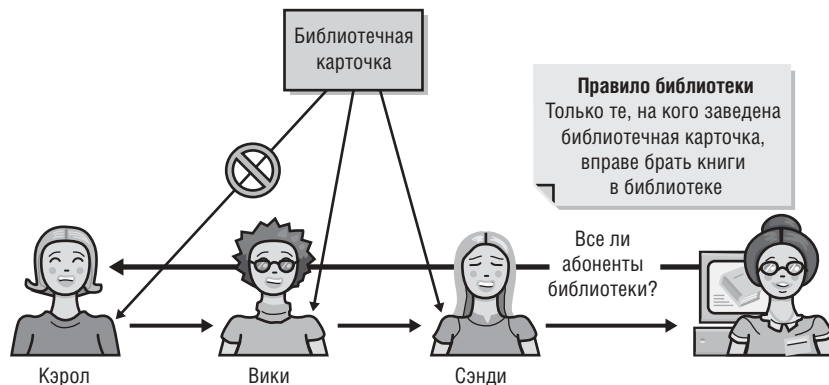 Библиотечная
карточка
Правило библиотеки
Только те, на кого заведена
библиотечная карточка,
вправе брать книги
в библиотеке
Все ли
абоненты
библиотеки?
Кэрол
Вики
Сэнди